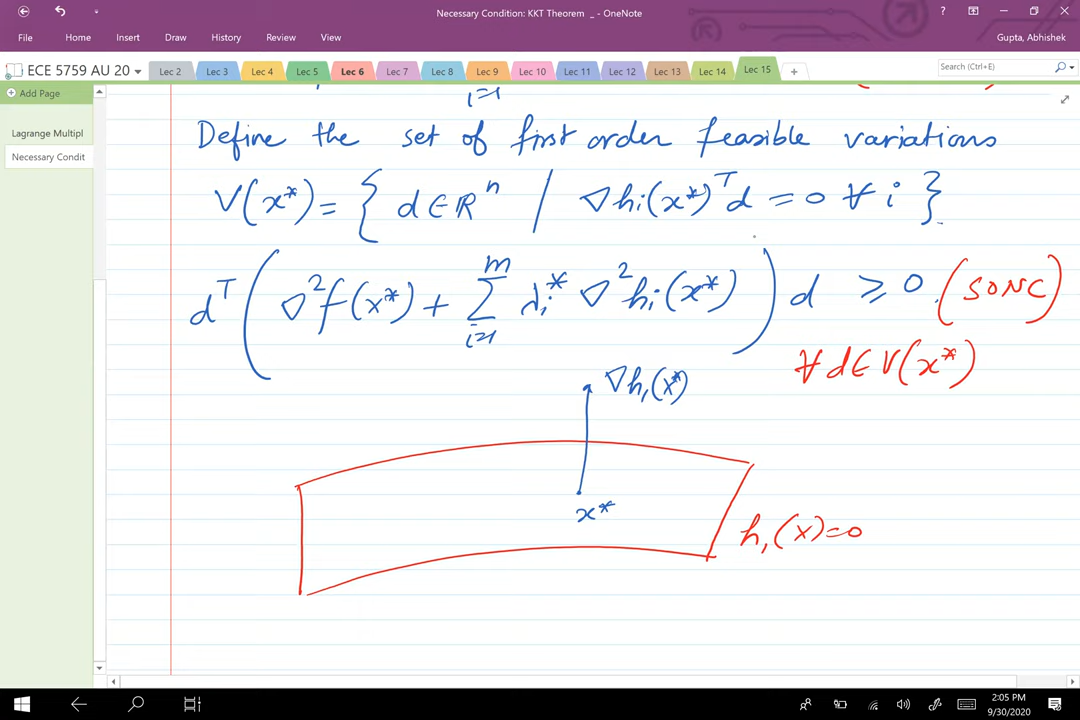 Necessary Condition: KKT Theorem _ - OneNote
? Gupta, Abhishek
File Home Insert Draw History Review View
ECE 5759 AU 20 Lec 2 Lec 3 Lec 4 Lec 5 Lec 6 Lec 7 Lec 8 Lec 9 Lec 10 Lec 11 Lec 12 Lec 13 Lec 14 Lec 15 + Search (Ctrl+E)
Add Page
Lagrange Multipl
Necessary Condit
i=1
Define the set of first order feasible variations
V(x*) = { d ∈ ℝⁿ / ∇hᵢ(x*)ᵀd = 0 ∀ i }
dᵀ( ∇²f(x*) + ∑ᵢ₌₁ᵐ λᵢ* ∇²hᵢ(x*) ) d ≥ 0. (SONC)
∀ d ∈ V(x*)
∇h₁(x*)
x*
h₁(x)=0
2:05 PM
9/30/2020